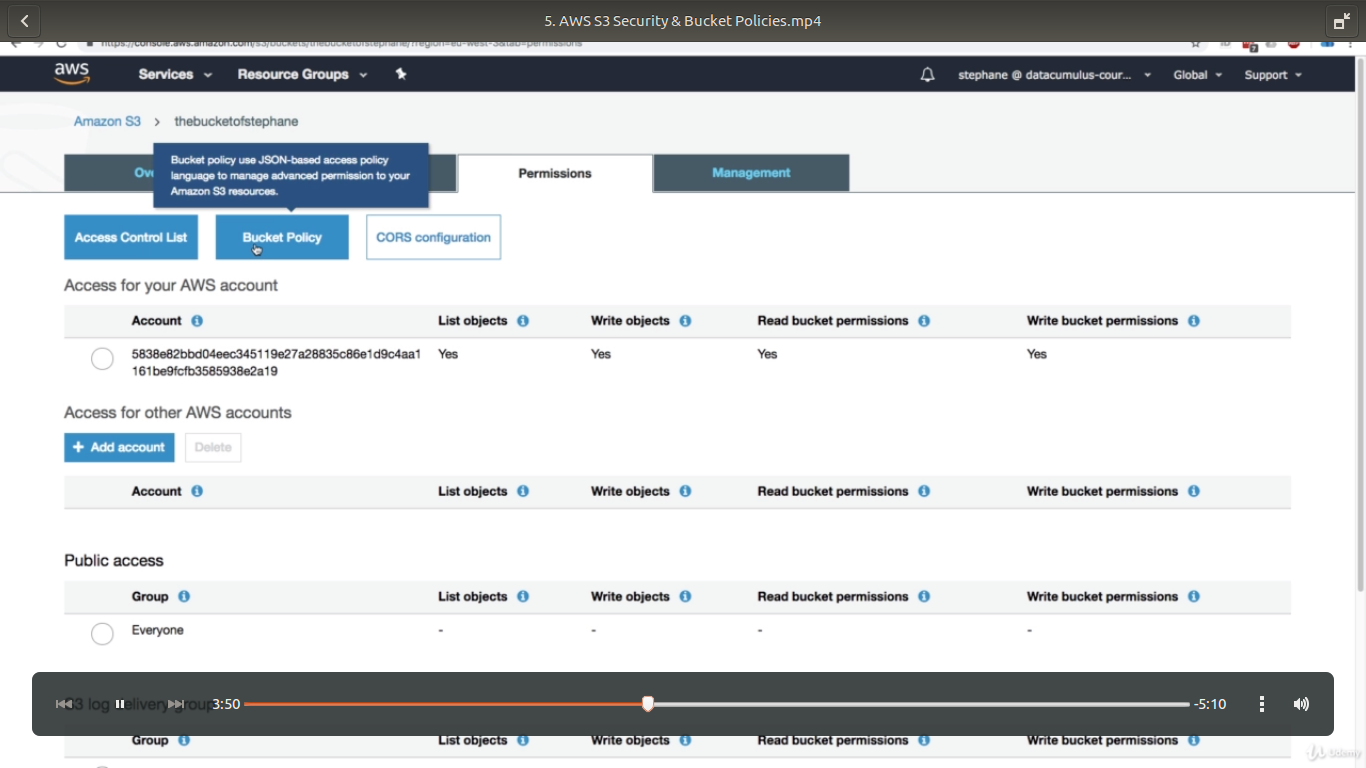 5. AWS S3 Security & Bucket Policies.mp4
https://console.aws.amazon.com/s3/buckets/thebucketofstephane/?region=eu-west-3&tab=permissions
aws Services Resource Groups stephane @ datacumulus-cour... Global Support
Amazon S3 > thebucketofstephane
Bucket policy use JSON-based access policy
language to manage advanced permission to your
Amazon S3 resources.
Ov Permissions Management
Access Control List Bucket Policy CORS configuration
Access for your AWS account
Account List objects Write objects Read bucket permissions Write bucket permissions
5838e82bbd04eec345119e27a28835c86e1d9c4aa1 Yes Yes Yes Yes
161be9fcfb3585938e2a19
Access for other AWS accounts
+ Add account Delete
Account List objects Write objects Read bucket permissions Write bucket permissions
Public access
Group List objects Write objects Read bucket permissions Write bucket permissions
Everyone - - - -
S3 log delivery group
3:50 -5:10
Group List objects Write objects Read bucket permissions Write bucket permissions
Udemy